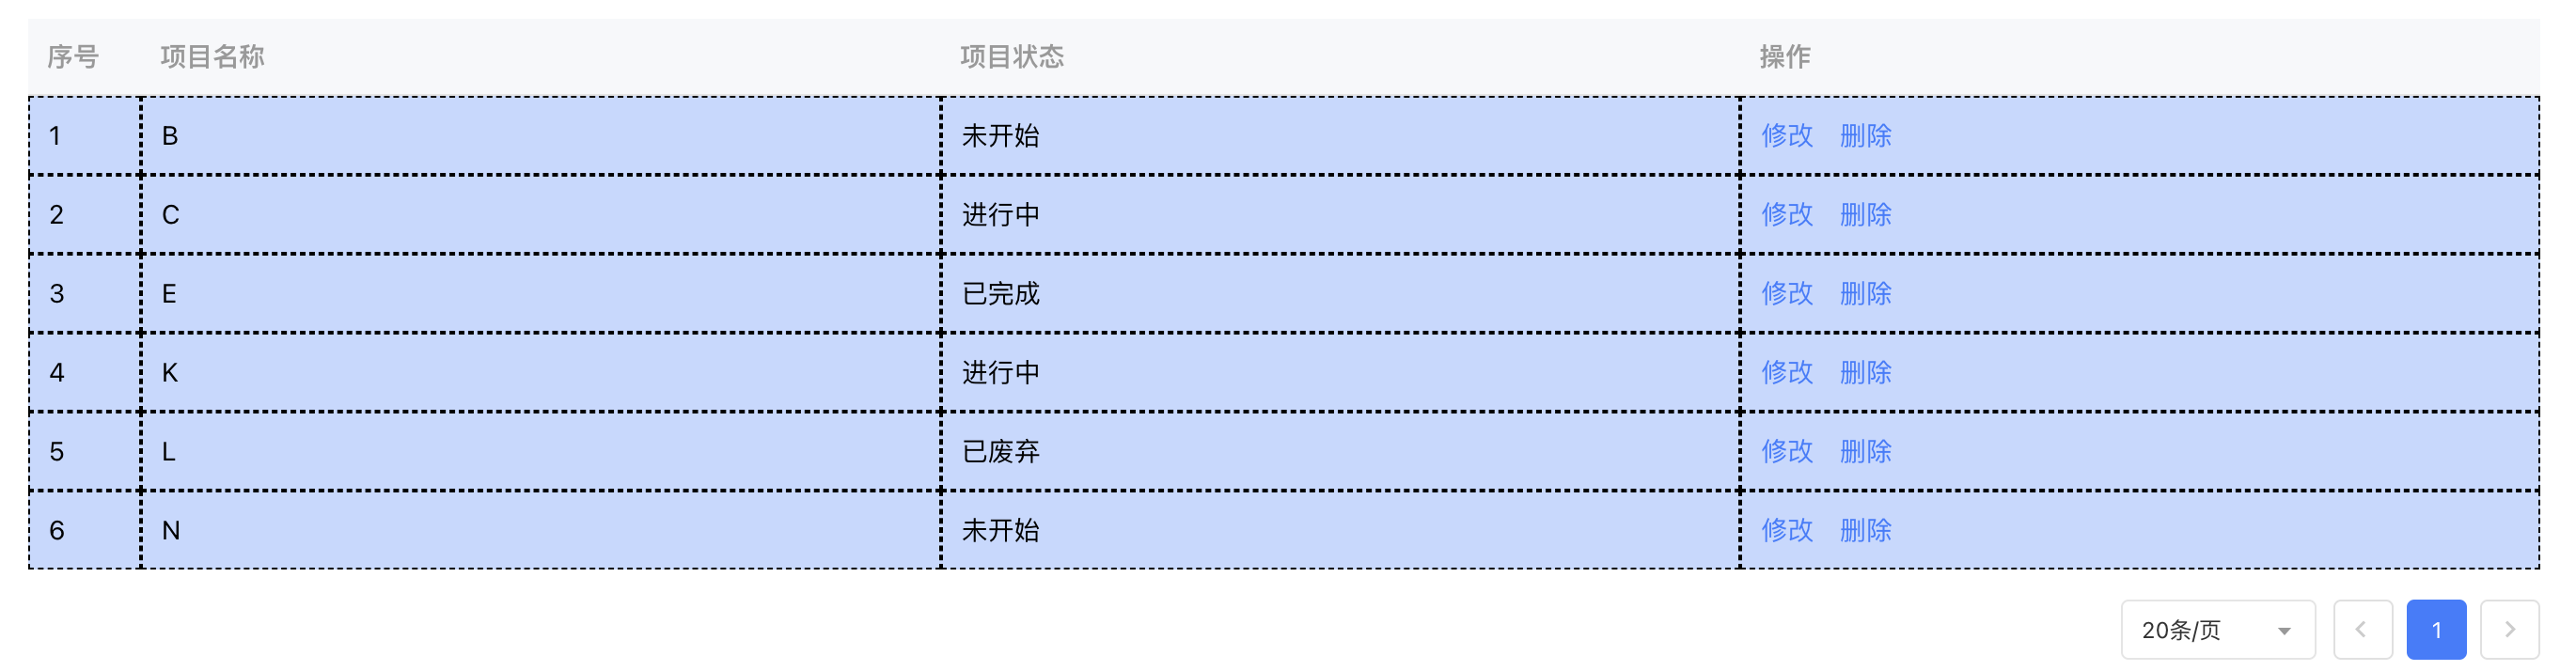 序号 项目名称 项目状态 操作
1 B 未开始 修改 删除
2 C 进行中 修改 删除
3 E 已完成 修改 删除
4 K 进行中 修改 删除
5 L 已废弃 修改 删除
6 N 未开始 修改 删除
20条/页 1